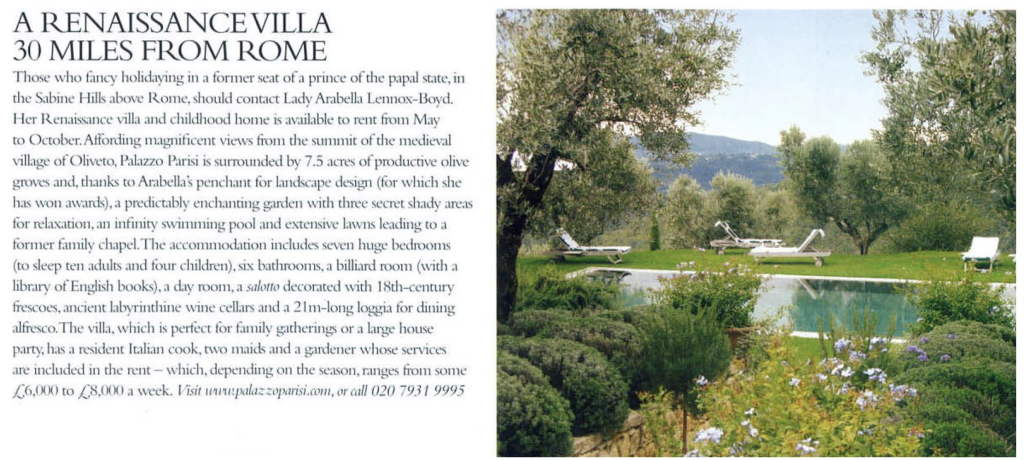 A RENAISSANCE VILLA
30 MILES FROM ROME
Those who fancy holidaying in a former seat of a prince of the papal state, in
the Sabine Hills above Rome, should contact Lady Arabella Lennox-Boyd.
Her Renaissance villa and childhood home is available to rent from May
to October. Affording magnificent views from the summit of the medieval
village of Oliveto, Palazzo Parisi is surrounded by 7.5 acres of productive olive
groves and, thanks to Arabella's penchant for landscape design (for which she
has won awards), a predictably enchanting garden with three secret shady areas
for relaxation, an infinity swimming pool and extensive lawns leading to a
former family chapel. The accommodation includes seven huge bedrooms
(to sleep ten adults and four children), six bathrooms, a billiard room (with a
library of English books), a day room, a salotto decorated with 18th-century
frescoes, ancient labyrinthine wine cellars and a 21m-long loggia for dining
alfresco. The villa, which is perfect for family gatherings or a large house
party, has a resident Italian cook, two maids and a gardener whose services
are included in the rent – which, depending on the season, ranges from some
£6,000 to £8,000 a week. Visit www.palazzoparisi.com, or call 020 7931 9995